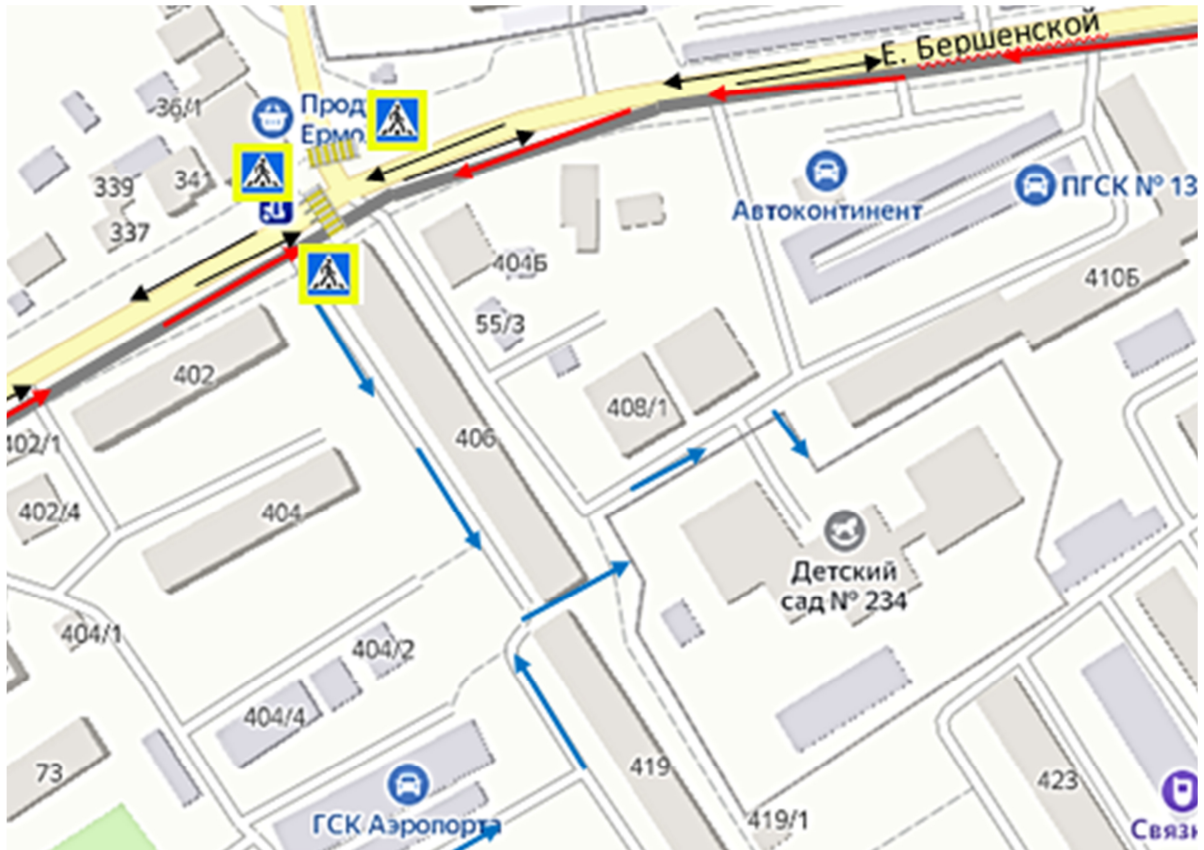 Е. Бершенской
Прод
Ермо
36/1
339
341
337
Автоконтинент
ПГСК № 13
410Б
404Б
55/3
402
408/1
406
402/1
402/4
404
Детский
сад № 234
404/1
404/2
404/4
419
73
423
ГСК Аэропорта
419/1
Связн